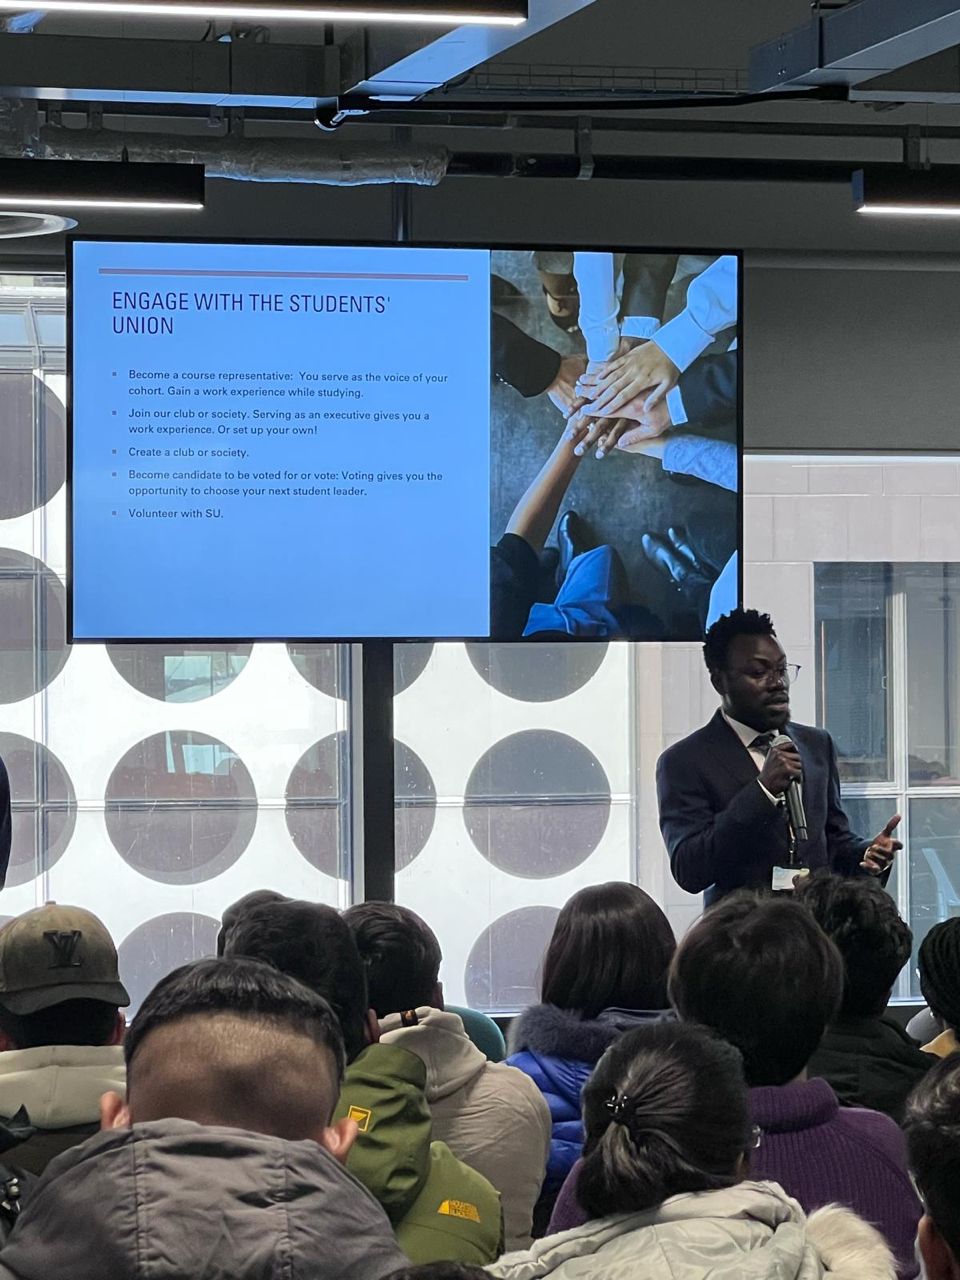 ENGAGE WITH THE STUDENTS'
UNION
Become a course representative: You serve as the voice of your
cohort. Gain a work experience while studying.
Join our club or society. Serving as an executive gives you a
work experience. Or set up your own!
Create a club or society.
Become candidate to be voted for or vote: Voting gives you the
opportunity to choose your next student leader.
Volunteer with SU.